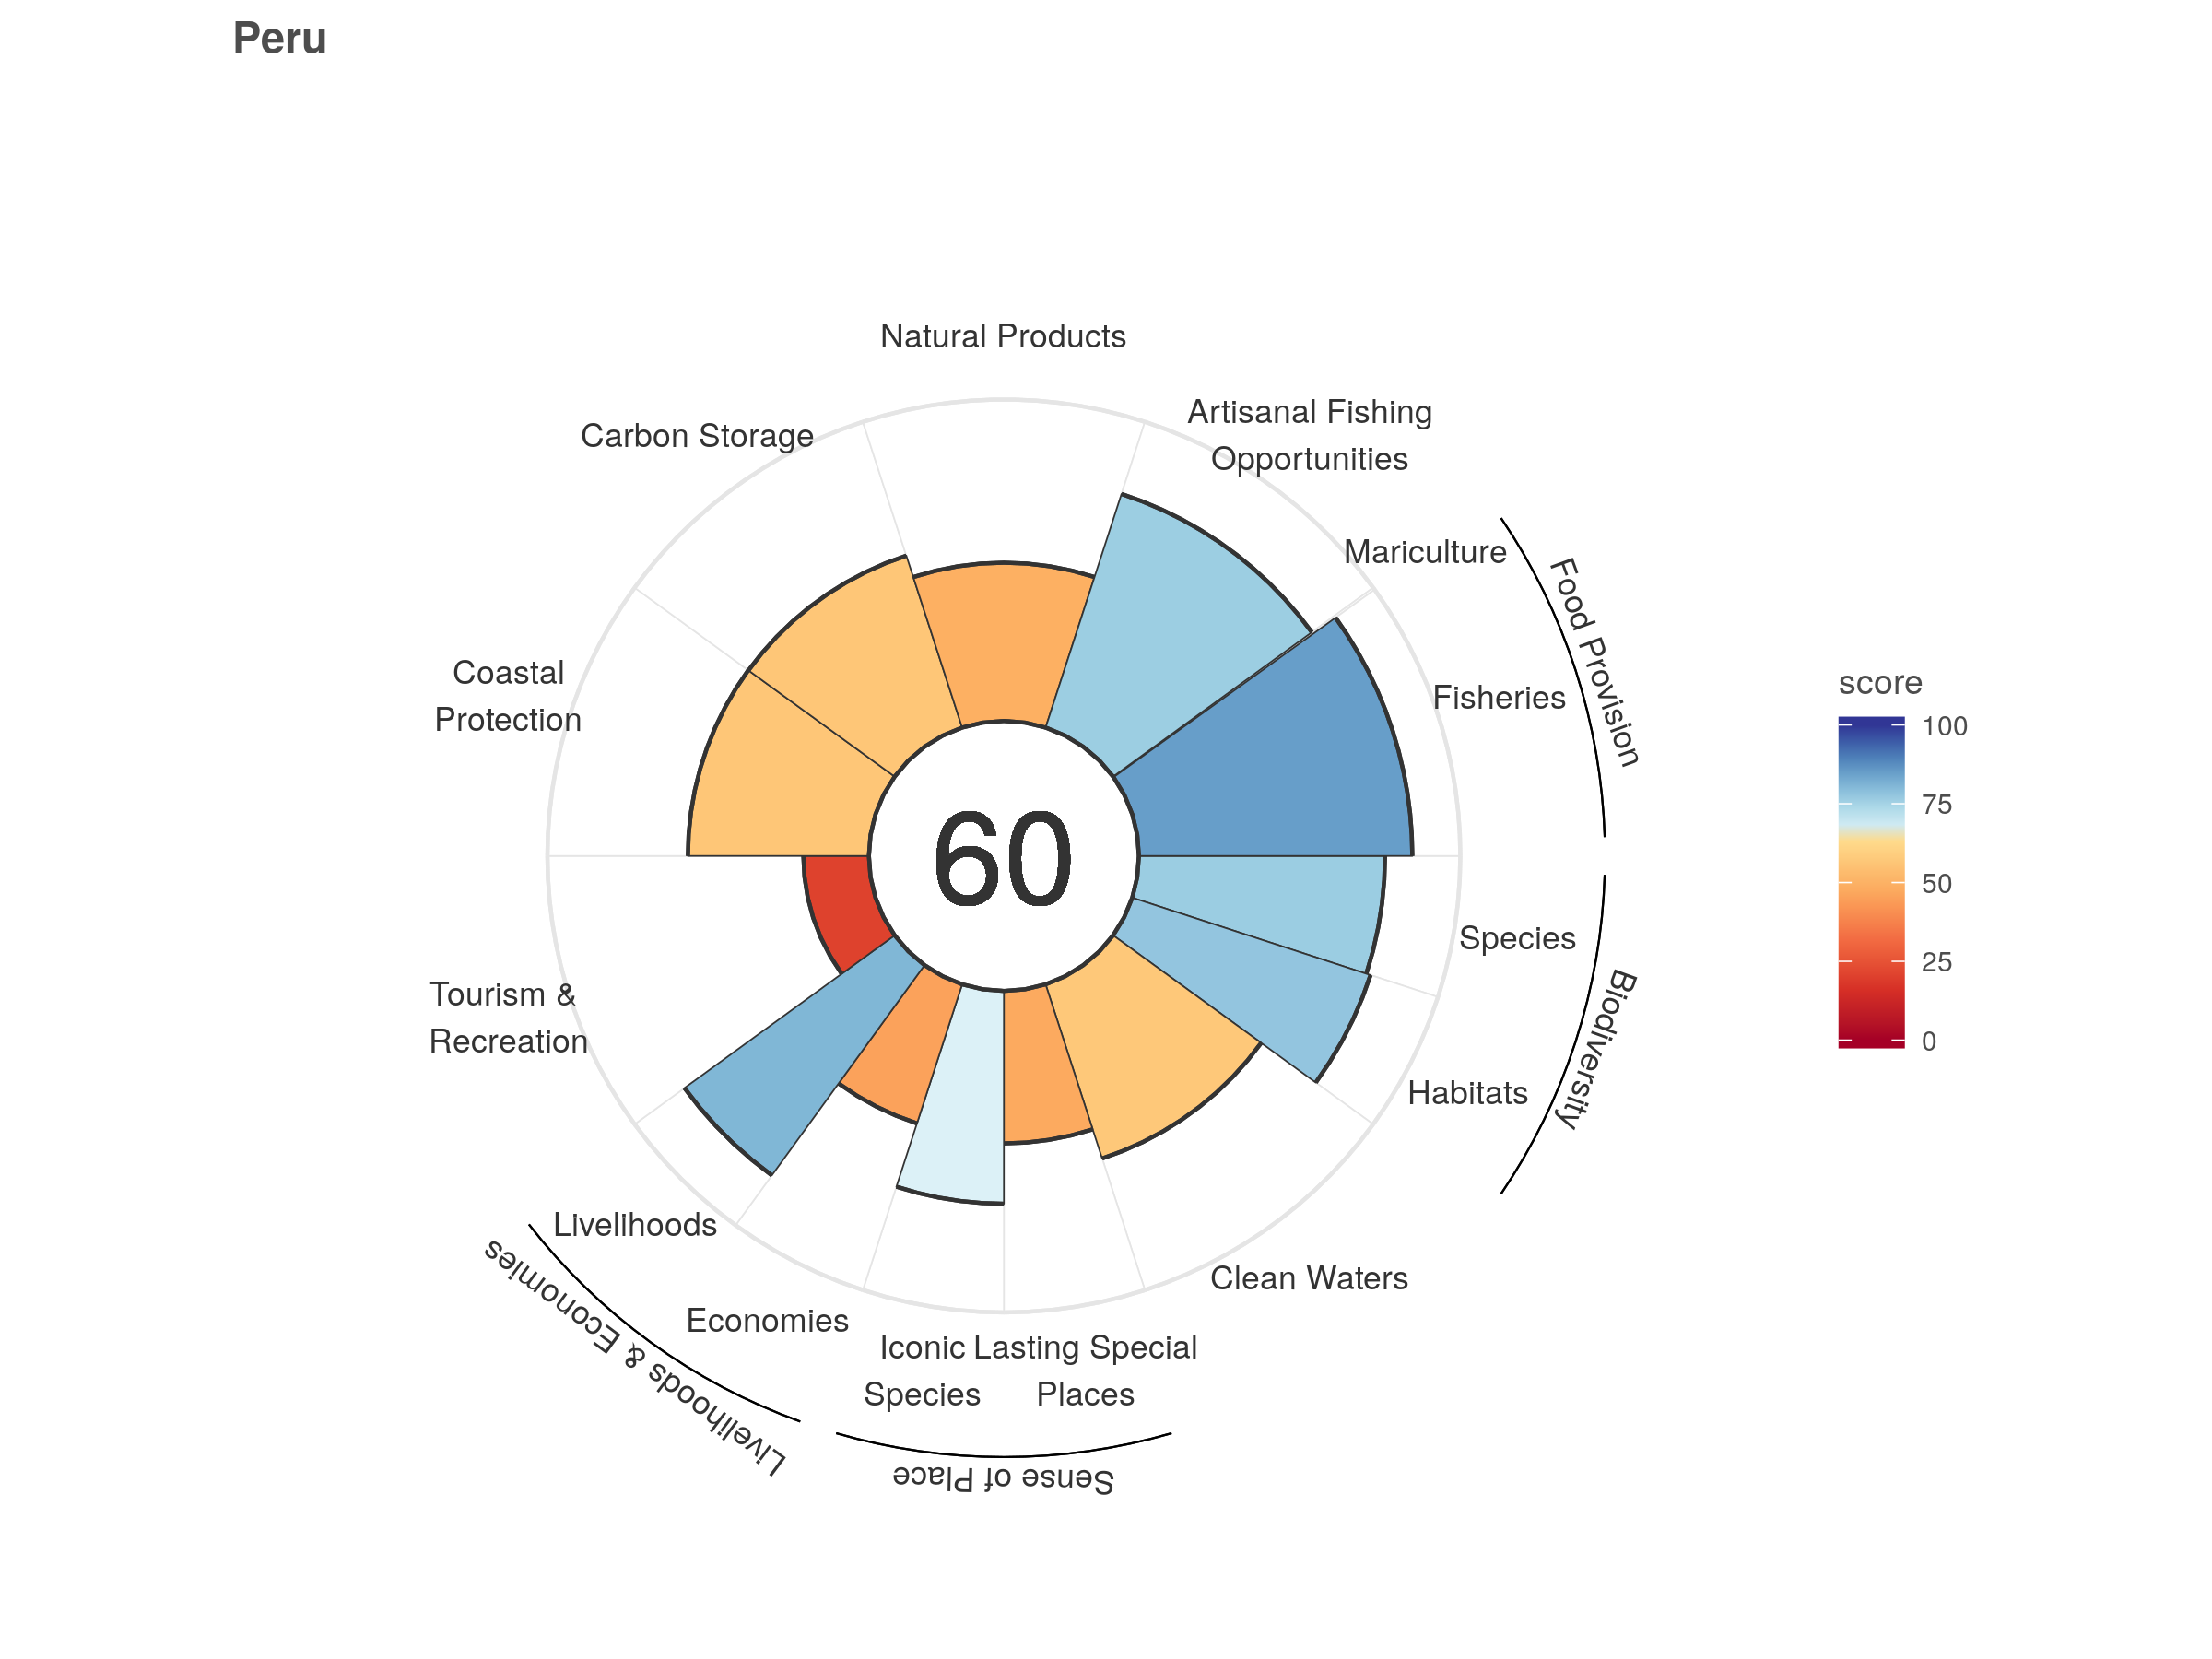 Peru
Natural Products
Artisanal Fishing
Opportunities
Carbon Storage
Mariculture
Food Provision
Fisheries
Coastal
Protection
score
100
75
50
25
0
60
Species
Biodiversity
Habitats
Tourism &
Recreation
Livelihoods
Livelihoods & Economies
Economies
Clean Waters
Iconic
Species
Lasting Special
Places
Sense of Place